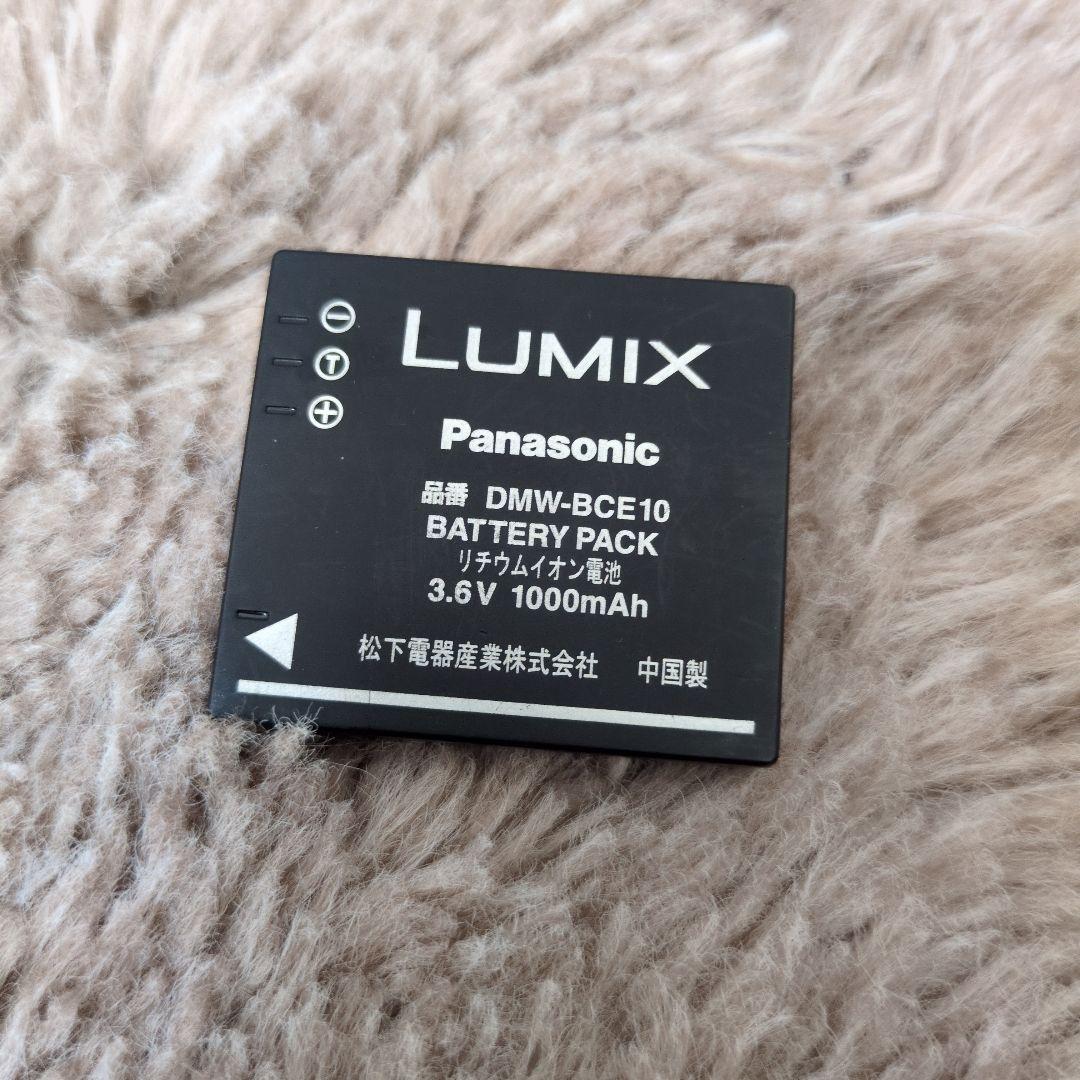 LUMIX
Panasonic
品番 DMW-BCE10
BATTERY PACK
リチウムイオン電池
3.6V 1000mAh
松下電器産業株式会社 中国製
⊖
Ⓣ
⊕